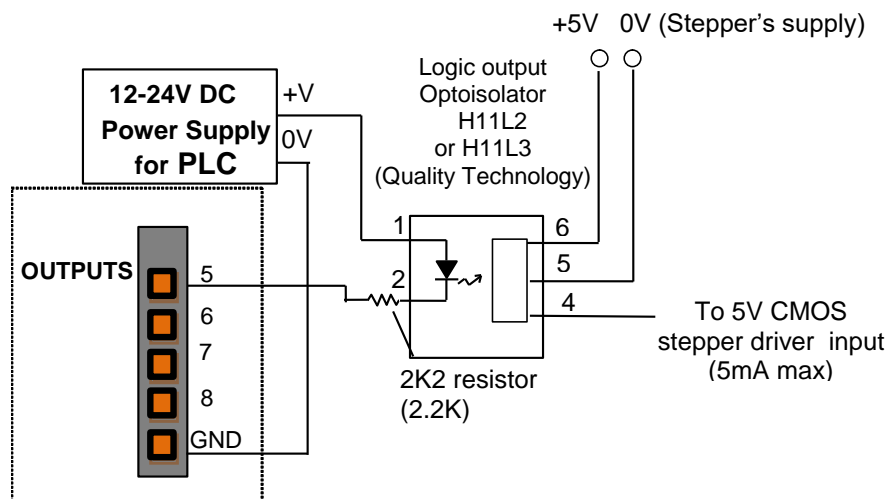 +5V 0V (Stepper's supply)
12-24V DC
Power Supply
for PLC
+V
0V
Logic output
Optoisolator
H11L2
or H11L3
(Quality Technology)
OUTPUTS
5
6
7
8
GND
1
2
6
5
4
2K2 resistor
(2.2K)
To 5V CMOS
stepper driver input
(5mA max)